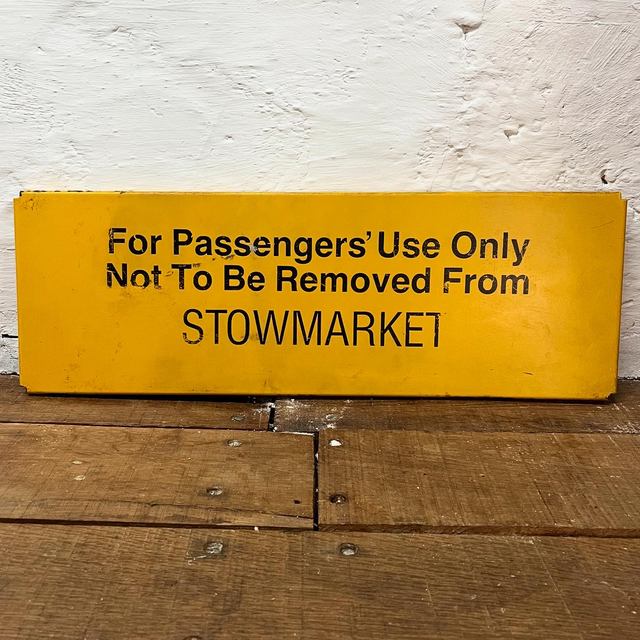 For Passengers' Use Only
Not To Be Removed From
STOWMARKET